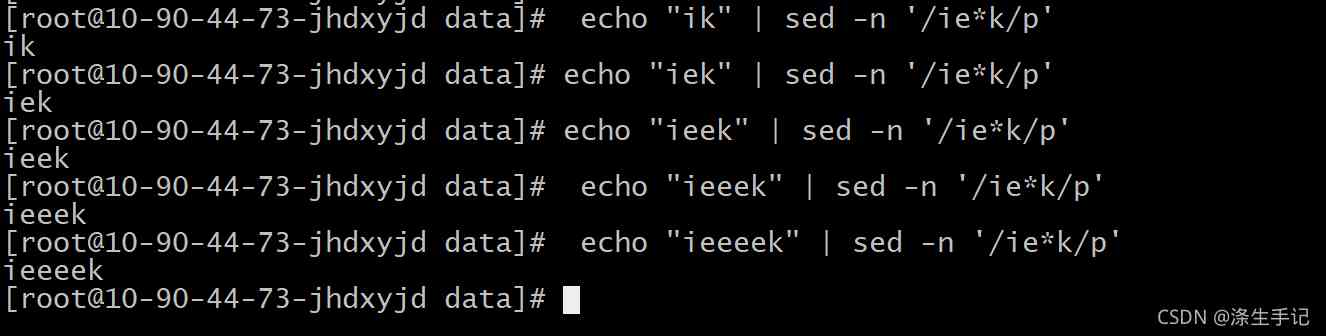 [root@10-90-44-73-jhdxyjd data]#  echo "ik" | sed -n '/ie*k/p'
ik
[root@10-90-44-73-jhdxyjd data]# echo "iek" | sed -n '/ie*k/p'
iek
[root@10-90-44-73-jhdxyjd data]# echo "ieek" | sed -n '/ie*k/p'
ieek
[root@10-90-44-73-jhdxyjd data]#  echo "ieeek" | sed -n '/ie*k/p'
ieeek
[root@10-90-44-73-jhdxyjd data]#  echo "ieeeek" | sed -n '/ie*k/p'
ieeeek
[root@10-90-44-73-jhdxyjd data]#
CSDN @涤生手记